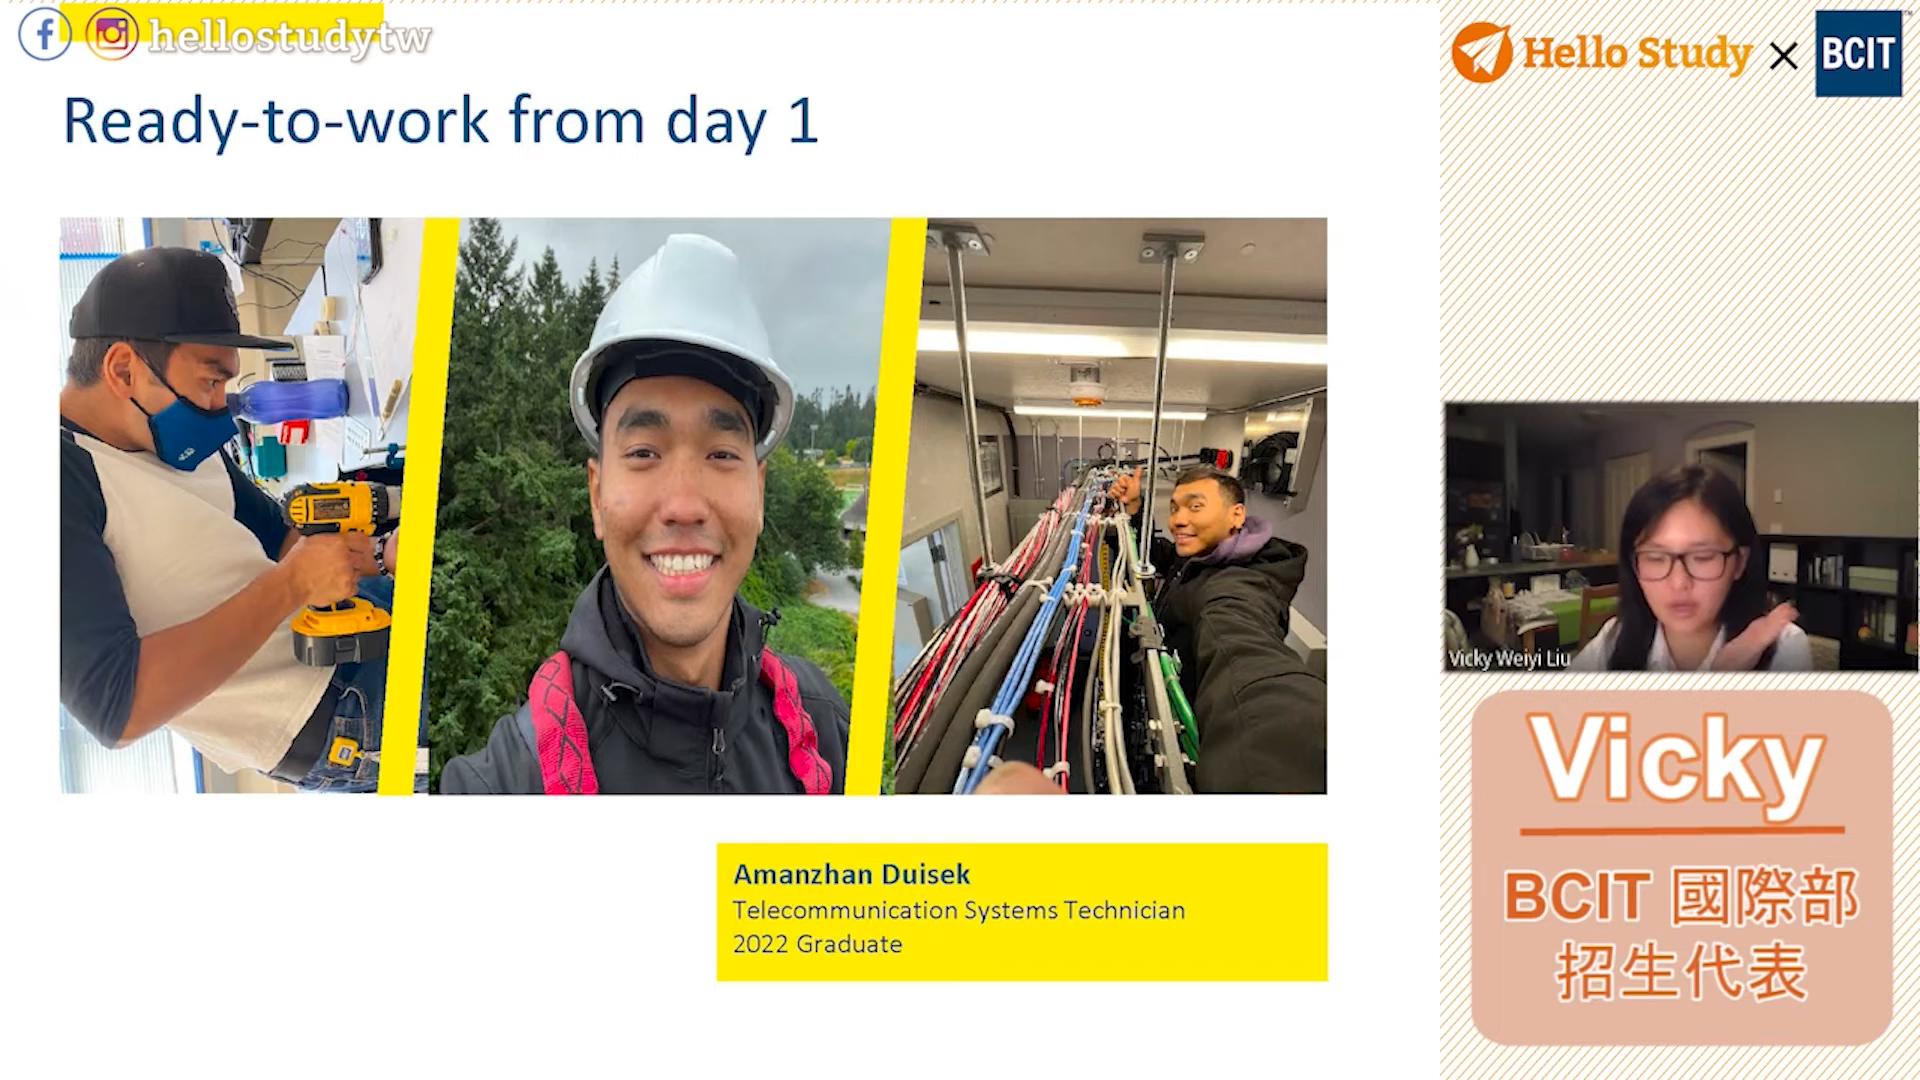 hellostudytw
Hello Study × BCIT
Ready-to-work from day 1
Amanzhan Duisek
Telecommunication Systems Technician
2022 Graduate
Vicky Weiyi Liu
Vicky
BCIT 國際部
招生代表